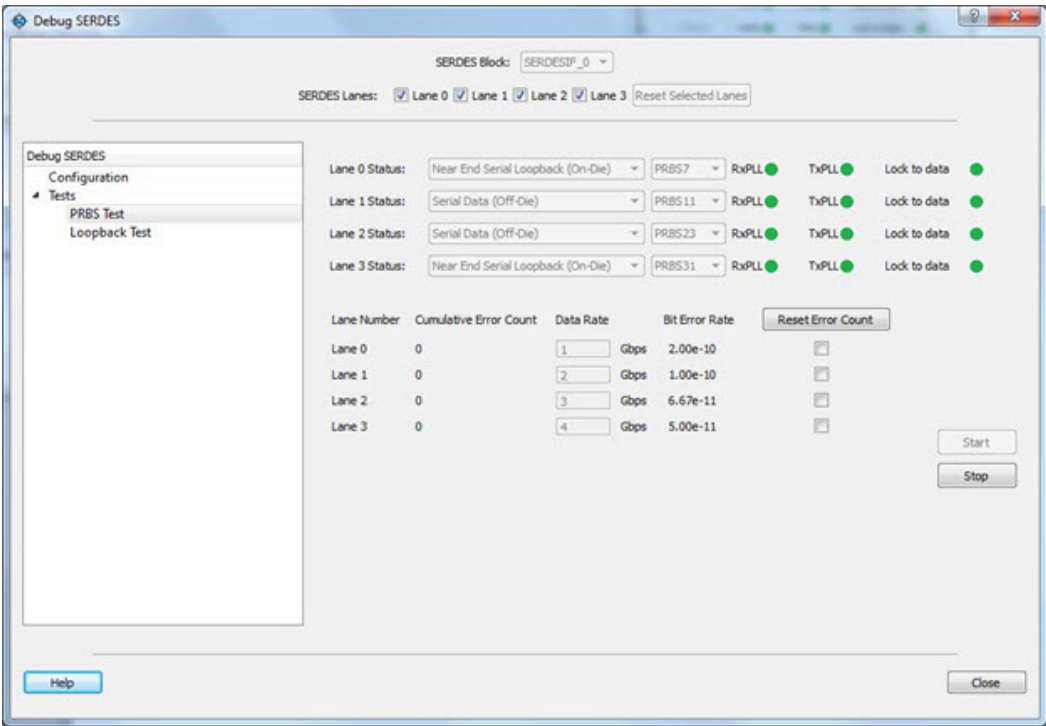 Debug SERDES
SERDES Block: SERDESIF_0
SERDES Lanes: Lane 0 Lane 1 Lane 2 Lane 3 Reset Selected Lanes
Debug SERDES
Configuration
Tests
PRBS Test
Loopback Test
Lane 0 Status: Near End Serial Loopback (On-Die) PRBS7 RxPLL TxPLL Lock to data
Lane 1 Status: Serial Data (Off-Die) PRBS11 RxPLL TxPLL Lock to data
Lane 2 Status: Serial Data (Off-Die) PRBS23 RxPLL TxPLL Lock to data
Lane 3 Status: Near End Serial Loopback (On-Die) PRBS31 RxPLL TxPLL Lock to data
Lane Number Cumulative Error Count Data Rate Bit Error Rate Reset Error Count
Lane 0 0 1 Gbps 2.00e-10
Lane 1 0 2 Gbps 1.00e-10
Lane 2 0 3 Gbps 6.67e-11
Lane 3 0 4 Gbps 5.00e-11
Start
Stop
Help
Close